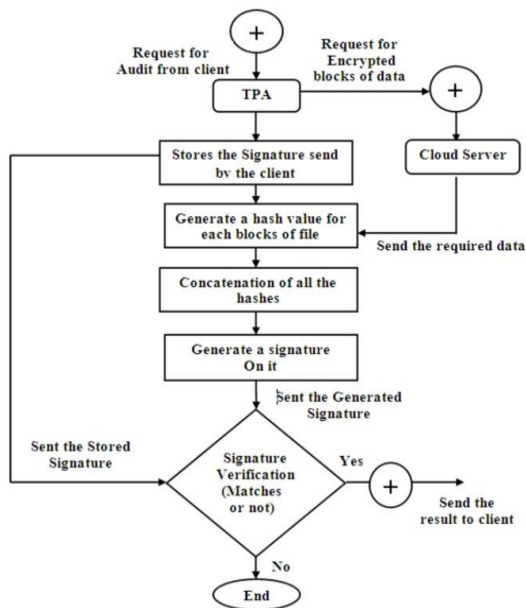 +
Request for
Audit from client
Request for
Encrypted
blocks of data
+
TPA
Stores the Signature send
by the client
Cloud Server
Generate a hash value for
each blocks of file
Send the required data
Concatenation of all the
hashes
Generate a signature
On it
Sent the Generated
Signature
Sent the Stored
Signature
Signature
Verification
(Matches
or not)
Yes
+
Send the
result to client
No
End